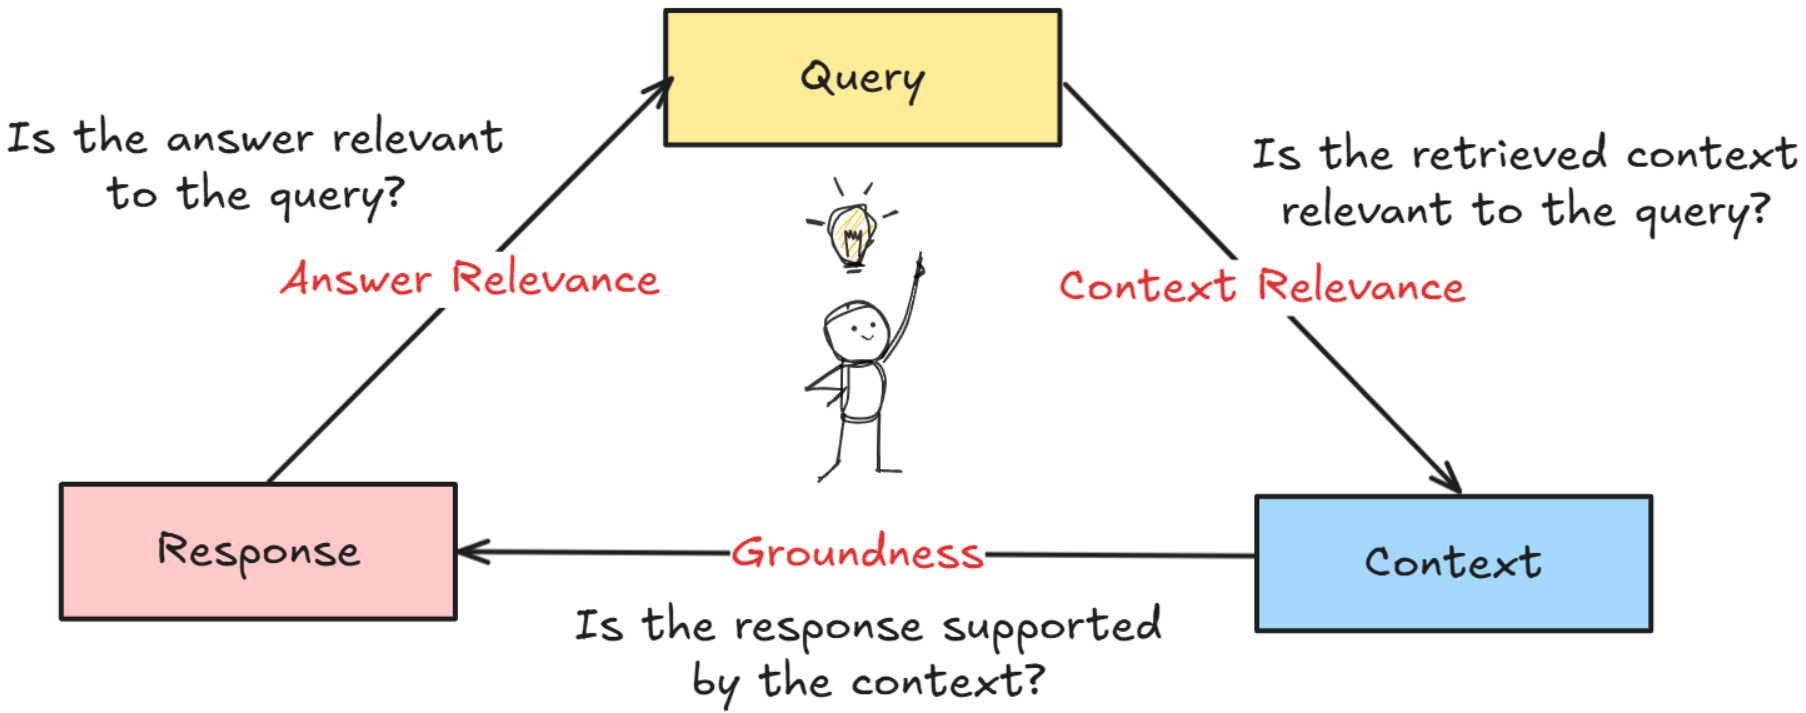 Query
Is the answer relevant
to the query?
Is the retrieved context
relevant to the query?
Answer Relevance
Context Relevance
Response
Groundness
Context
Is the response supported
by the context?